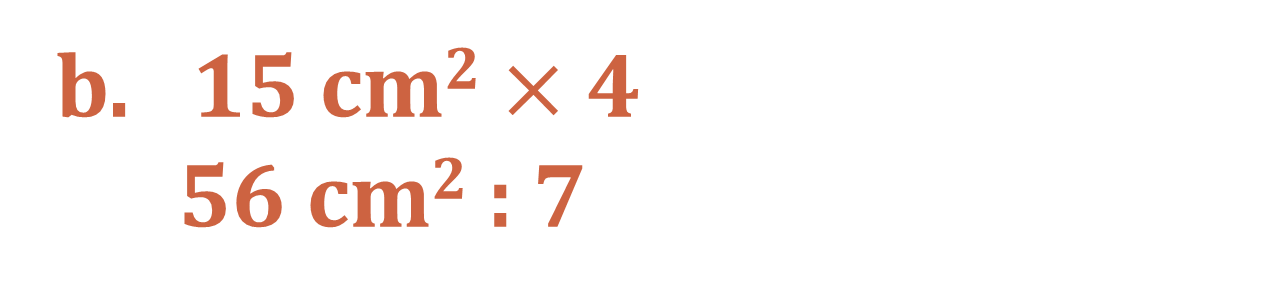 b. 15 cm² × 4
56 cm² : 7